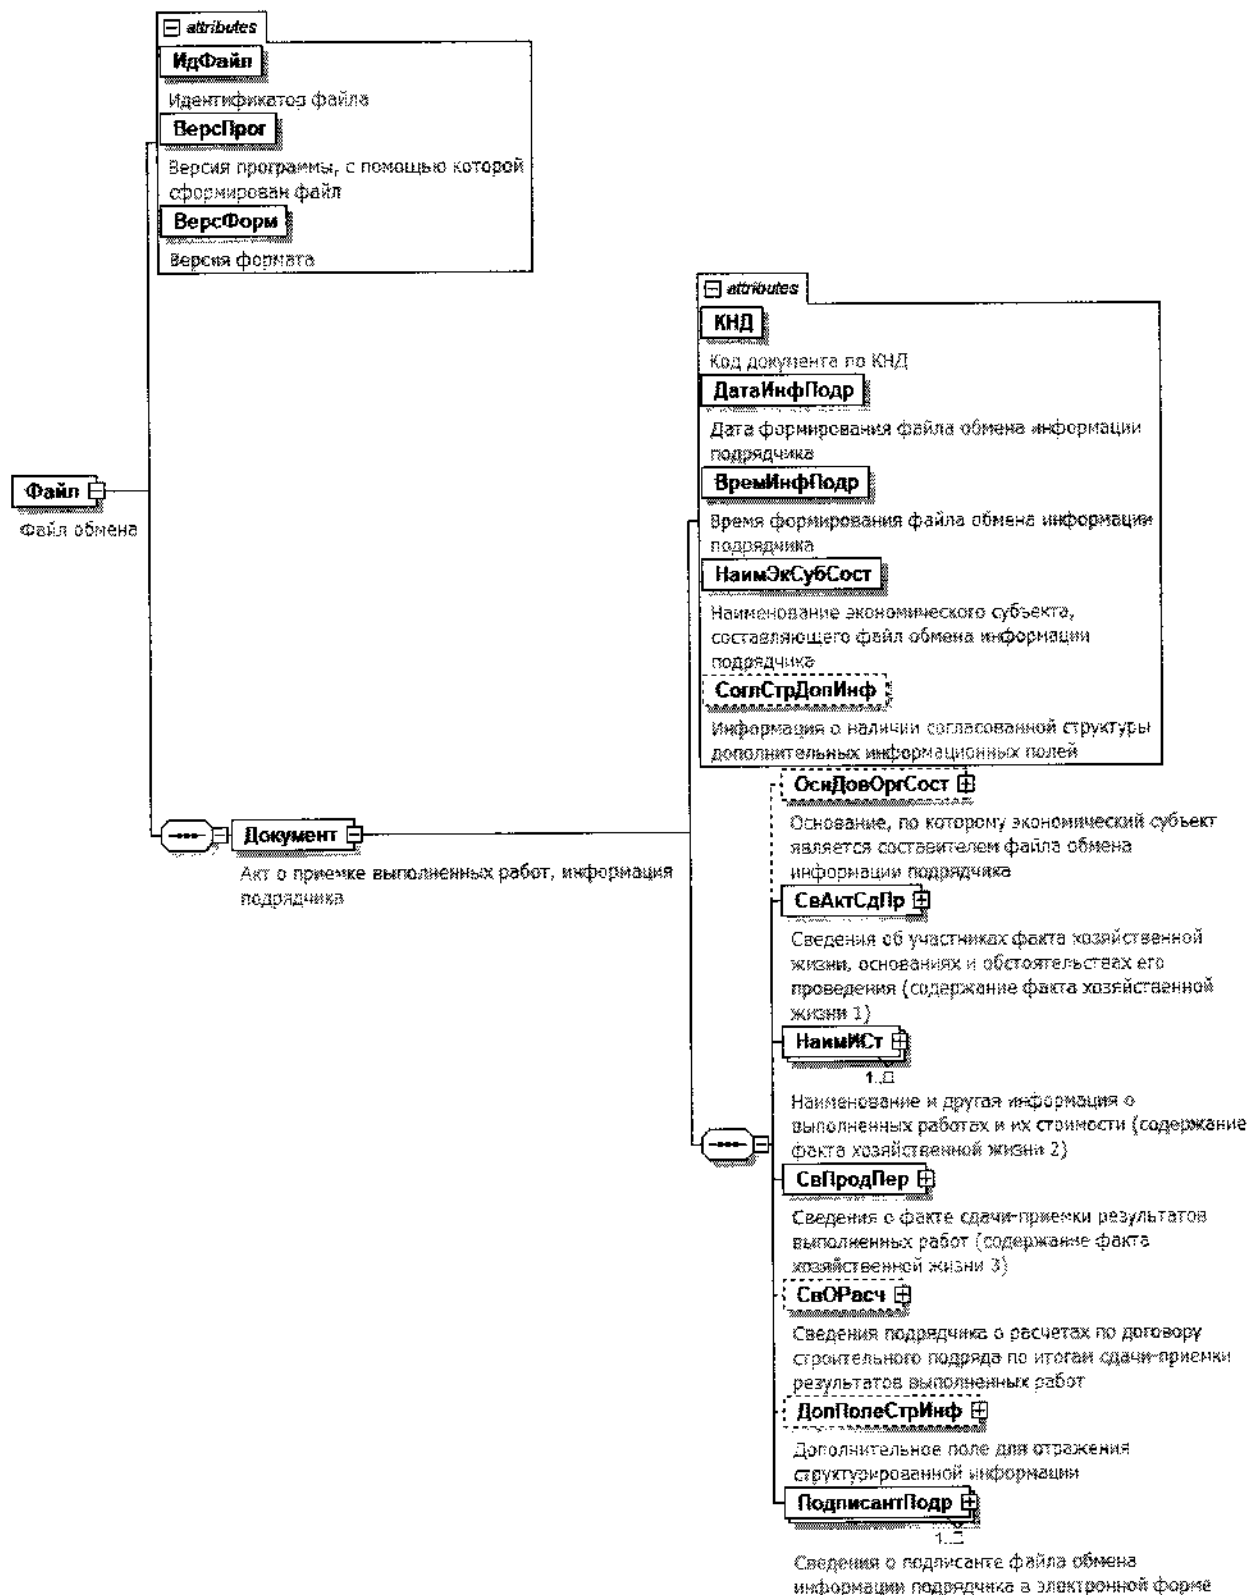 attributes
ИдФайл
Идентификатор файла
ВерсПрог
Версия программы, с помощью которой
сформирован файл
ВерсФорм
Версия формата
attributes
КНД
Код документа по КНД
ДатаИнфПодр
Дата формирования файла обмена информации
подрядчика
ВремИнфПодр
Время формирования файла обмена информации
подрядчика
НаимЭкСубСост
Наименование экономического субъекта,
составляющего файл обмена информации
подрядчика
СоглСтрДопИнф
Информация о наличии согласованной структуры
дополнительных информационных полей
Файл
Файл обмена
Документ
Акт о приемке выполненных работ, информация
подрядчика
ОснДовОргСост
Основание, по которому экономический субъект
является составителем файла обмена
информации подрядчика
СвАктСдПр
Сведения об участниках факта хозяйственной
жизни, основаниях и обстоятельствах его
проведения (содержание факта хозяйственной
жизни 1)
НаимИСт
1..
Наименование и другая информация о
выполненных работах и их стоимости (содержание
факта хозяйственной жизни 2)
СвПродПер
Сведения о факте сдачи-приемки результатов
выполненных работ (содержание факта
хозяйственной жизни 3)
СвОРасч
Сведения подрядчика о расчетах по договору
строительного подряда по итогам сдачи-приемки
результатов выполненных работ
ДопПолеСтрИнф
Дополнительное поле для отражения
структурированной информации
ПодписантПодр
1..
Сведения о подписанте файла обмена
информации подрядчика в электронной форме